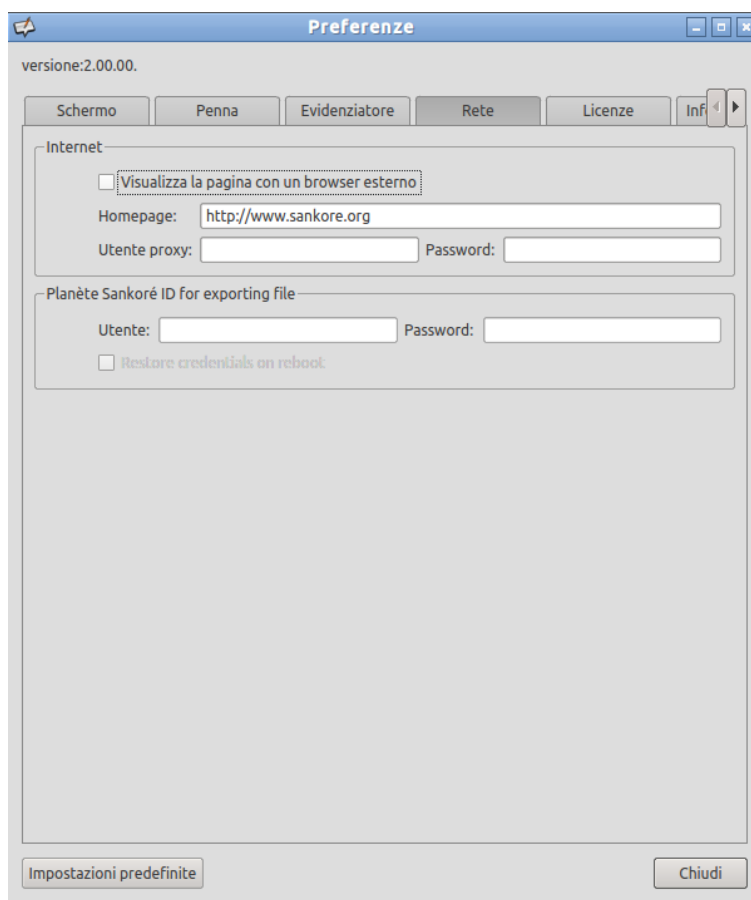 Preferenze
versione:2.00.00.
Schermo Penna Evidenziatore Rete Licenze Inf
Internet
Visualizza la pagina con un browser esterno
Homepage: http://www.sankore.org
Utente proxy: Password:
Planète Sankoré ID for exporting file
Utente: Password:
Restore credentials on reboot
Impostazioni predefinite Chiudi